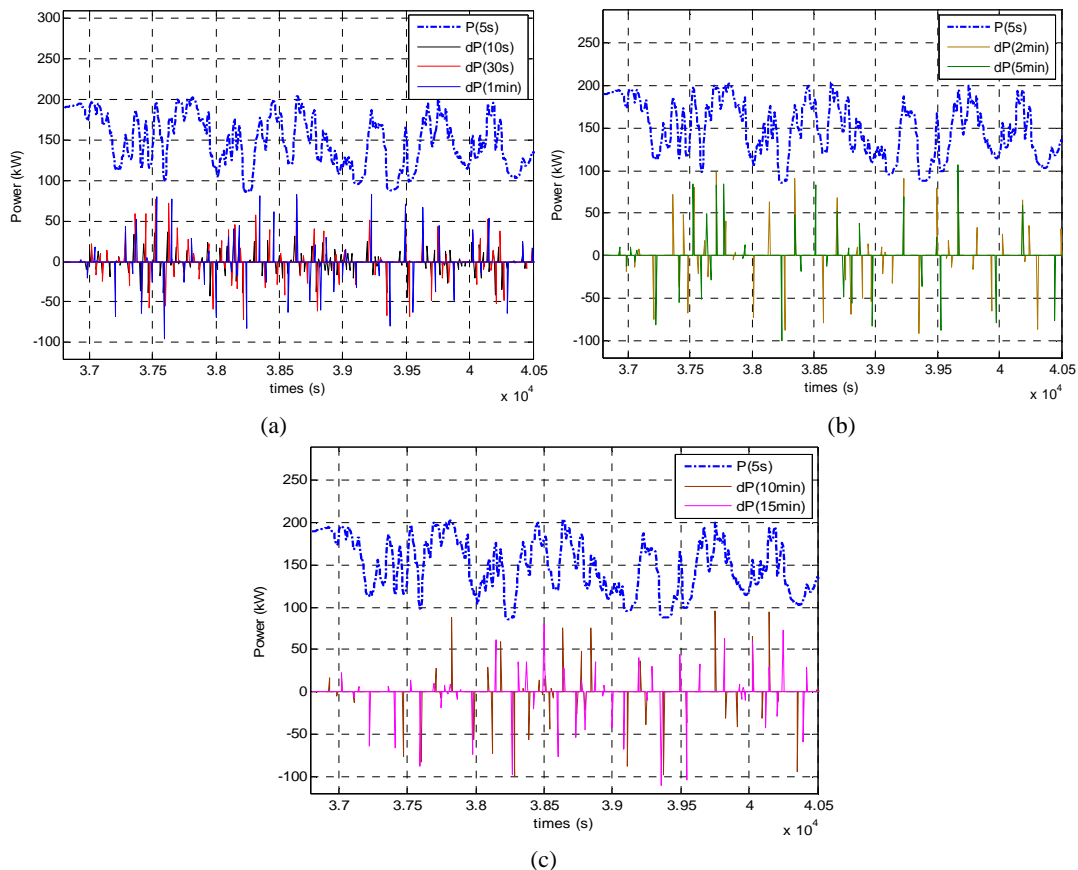 300
250
200
150
100
50
0
-50
-100
Power (kW)
P(5s)
dP(10s)
dP(30s)
dP(1min)
3.7 3.75 3.8 3.85 3.9 3.95 4 4.05
times (s)
x 10^4
(a)
250
200
150
100
50
0
-50
-100
Power (kW)
P(5s)
dP(2min)
dP(5min)
3.7 3.75 3.8 3.85 3.9 3.95 4 4.05
times (s)
x 10^4
(b)
250
200
150
100
50
0
-50
-100
Power (kW)
P(5s)
dP(10min)
dP(15min)
3.7 3.75 3.8 3.85 3.9 3.95 4 4.05
times (s)
x 10^4
(c)